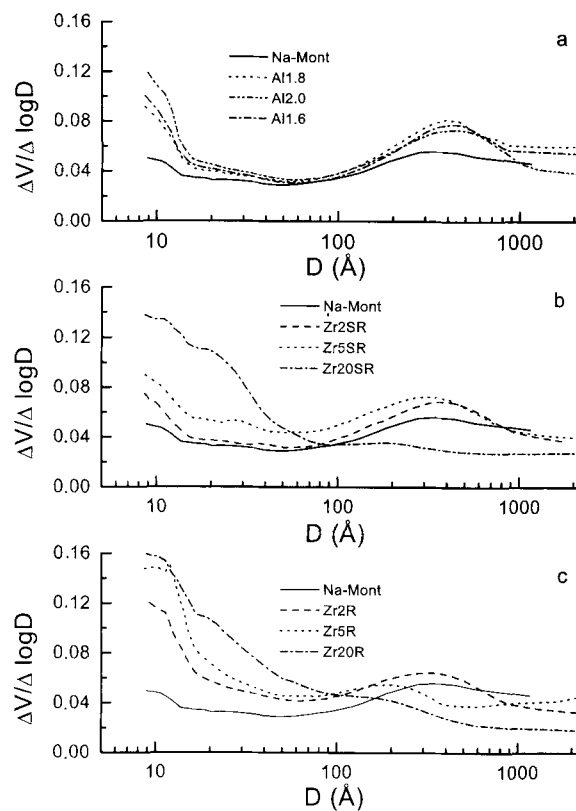 a
0.16
0.12
0.08
0.04
0.00
ΔV/Δ logD
Na-Mont
Al1.8
Al2.0
Al1.6
10
100
1000
D (Å)
b
0.16
0.12
0.08
0.04
0.00
ΔV/Δ logD
Na-Mont
Zr2SR
Zr5SR
Zr20SR
10
100
1000
D (Å)
c
0.16
0.12
0.08
0.04
0.00
ΔV/Δ logD
Na-Mont
Zr2R
Zr5R
Zr20R
10
100
1000
D (Å)